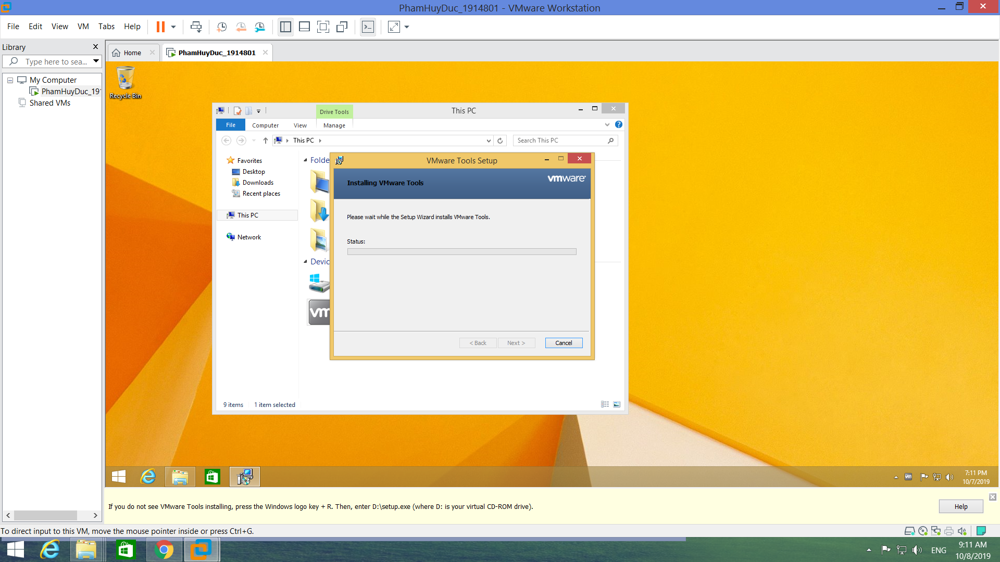 PhamHuyDuc_1914801 - VMware Workstation
File Edit View VM Tabs Help
Library
Type here to sea...
My Computer
PhamHuyDuc_19
Shared VMs
Home
PhamHuyDuc_1914801
Recycle Bin
Drive Tools
This PC
File Computer View Manage
This PC
Search This PC
Favorites
Desktop
Downloads
Recent places
This PC
Network
Folde
Devic
vm
VMware Tools Setup
Installing VMware Tools
vmware
Please wait while the Setup Wizard installs VMware Tools.
Status:
< Back Next > Cancel
9 items 1 item selected
vm
7:11 PM
10/7/2019
If you do not see VMware Tools installing, press the Windows logo key + R. Then, enter D:\setup.exe (where D: is your virtual CD-ROM drive).
Help
To direct input to this VM, move the mouse pointer inside or press Ctrl+G.
ENG
9:11 AM
10/8/2019